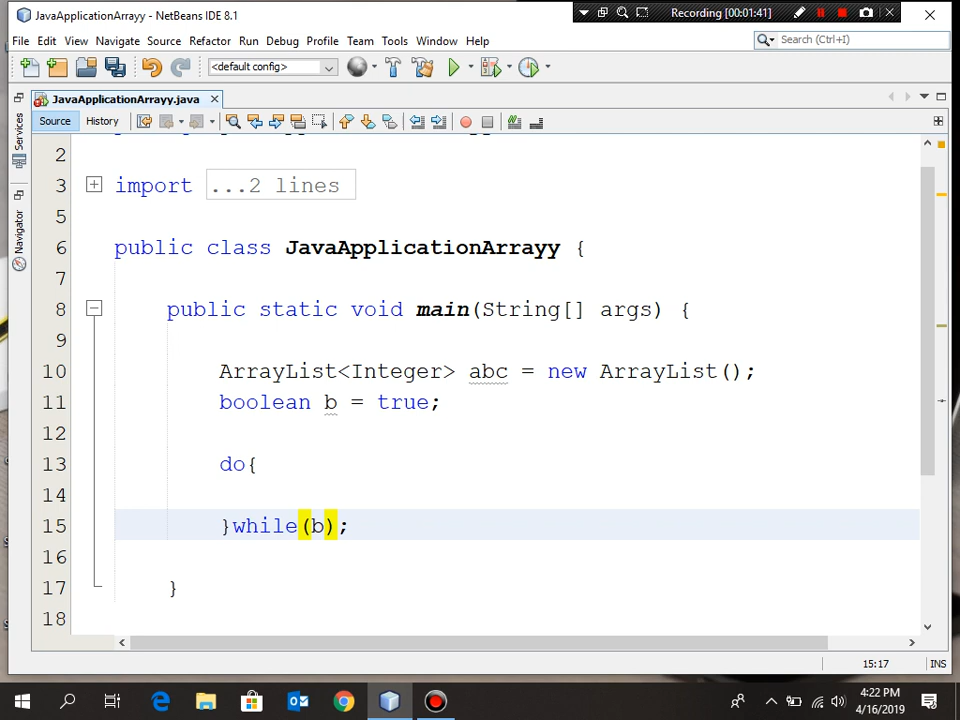 JavaApplicationArrayy - NetBeans IDE 8.1
Recording [00:01:41]
File Edit View Navigate Source Refactor Run Debug Profile Team Tools Window Help
Search (Ctrl+I)
<default config>
JavaApplicationArrayy.java
Source History
Services
Navigator
2
3 import ...2 lines
5
6 public class JavaApplicationArrayy {
7
8 public static void main(String[] args) {
9
10 ArrayList<Integer> abc = new ArrayList();
11 boolean b = true;
12
13 do{
14
15 }while(b);
16
17 }
18
15:17 INS
4:22 PM
4/16/2019